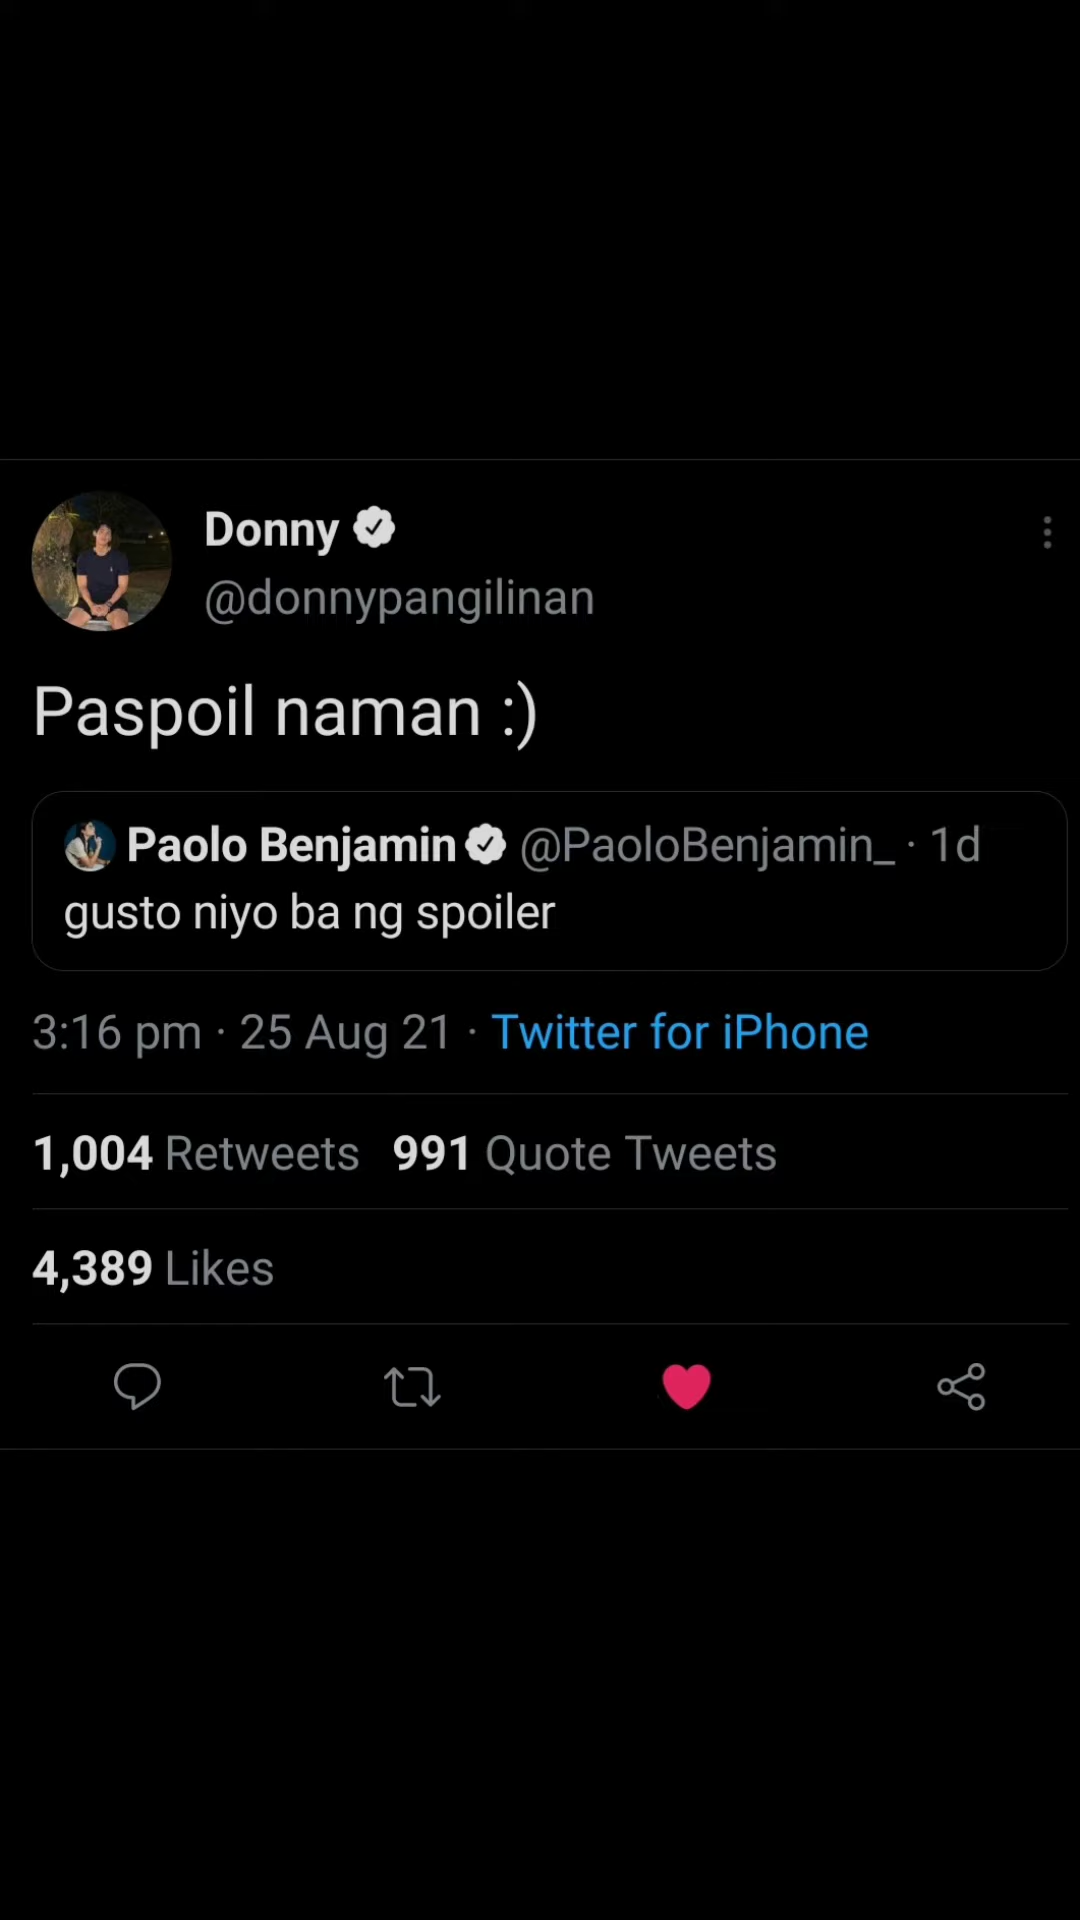 Donny
@donnypangilinan
Paspoil naman :)
Paolo Benjamin @PaoloBenjamin_ · 1d
gusto niyo ba ng spoiler
3:16 pm · 25 Aug 21 · Twitter for iPhone
1,004 Retweets 991 Quote Tweets
4,389 Likes